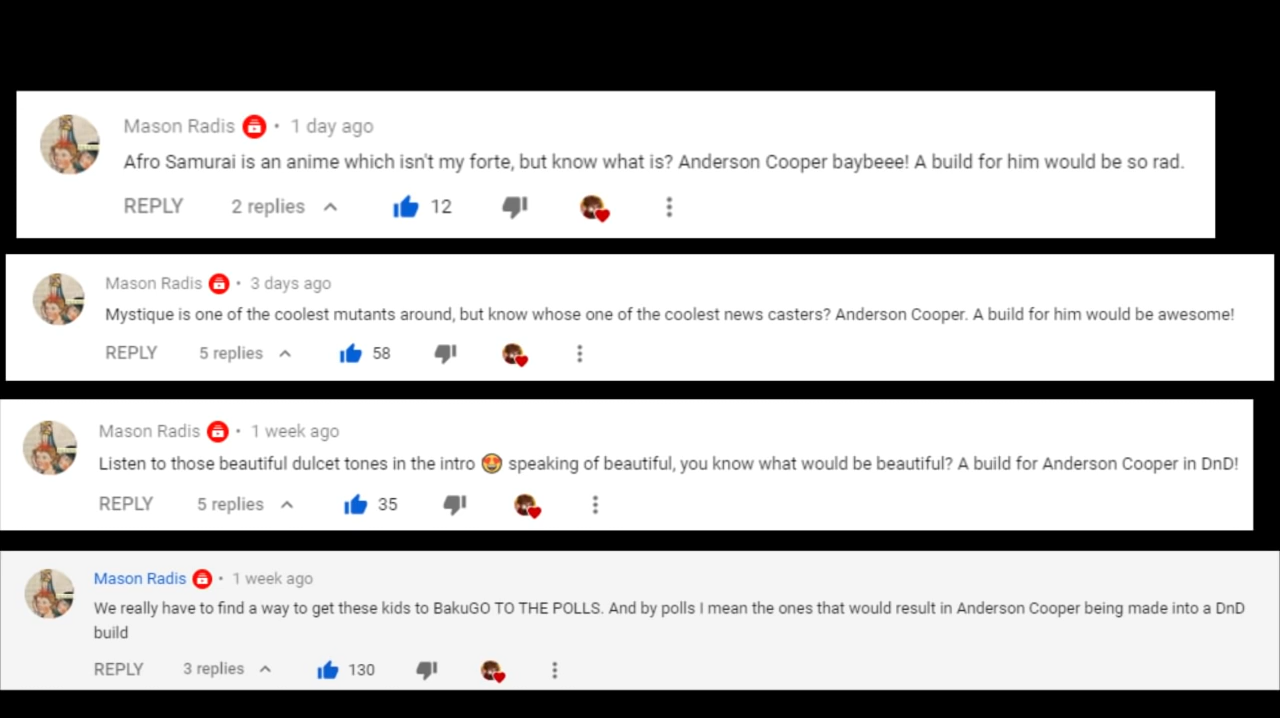 Mason Radis • 1 day ago
Afro Samurai is an anime which isn't my forte, but know what is? Anderson Cooper baybeee! A build for him would be so rad.
REPLY 2 replies 12
Mason Radis • 3 days ago
Mystique is one of the coolest mutants around, but know whose one of the coolest news casters? Anderson Cooper. A build for him would be awesome!
REPLY 5 replies 58
Mason Radis • 1 week ago
Listen to those beautiful dulcet tones in the intro 😍 speaking of beautiful, you know what would be beautiful? A build for Anderson Cooper in DnD!
REPLY 5 replies 35
Mason Radis • 1 week ago
We really have to find a way to get these kids to BakuGO TO THE POLLS. And by polls I mean the ones that would result in Anderson Cooper being made into a DnD
build
REPLY 3 replies 130